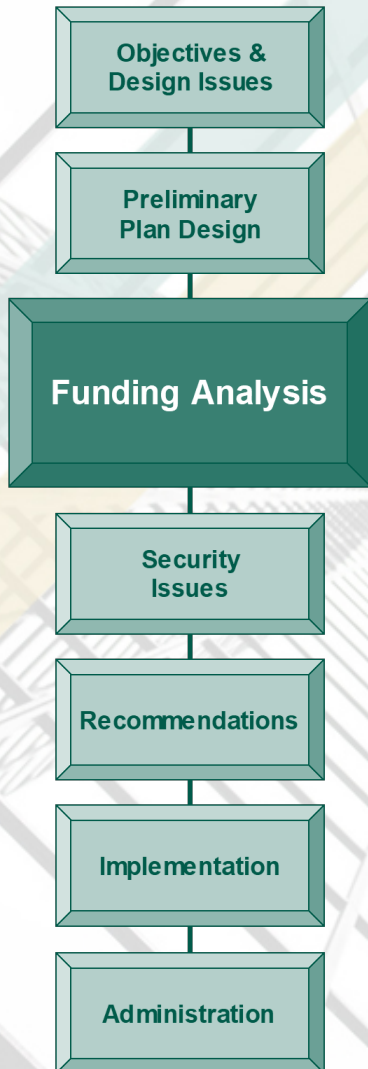 Objectives &
Design Issues
Preliminary
Plan Design
Funding Analysis
Security
Issues
Recommendations
Implementation
Administration